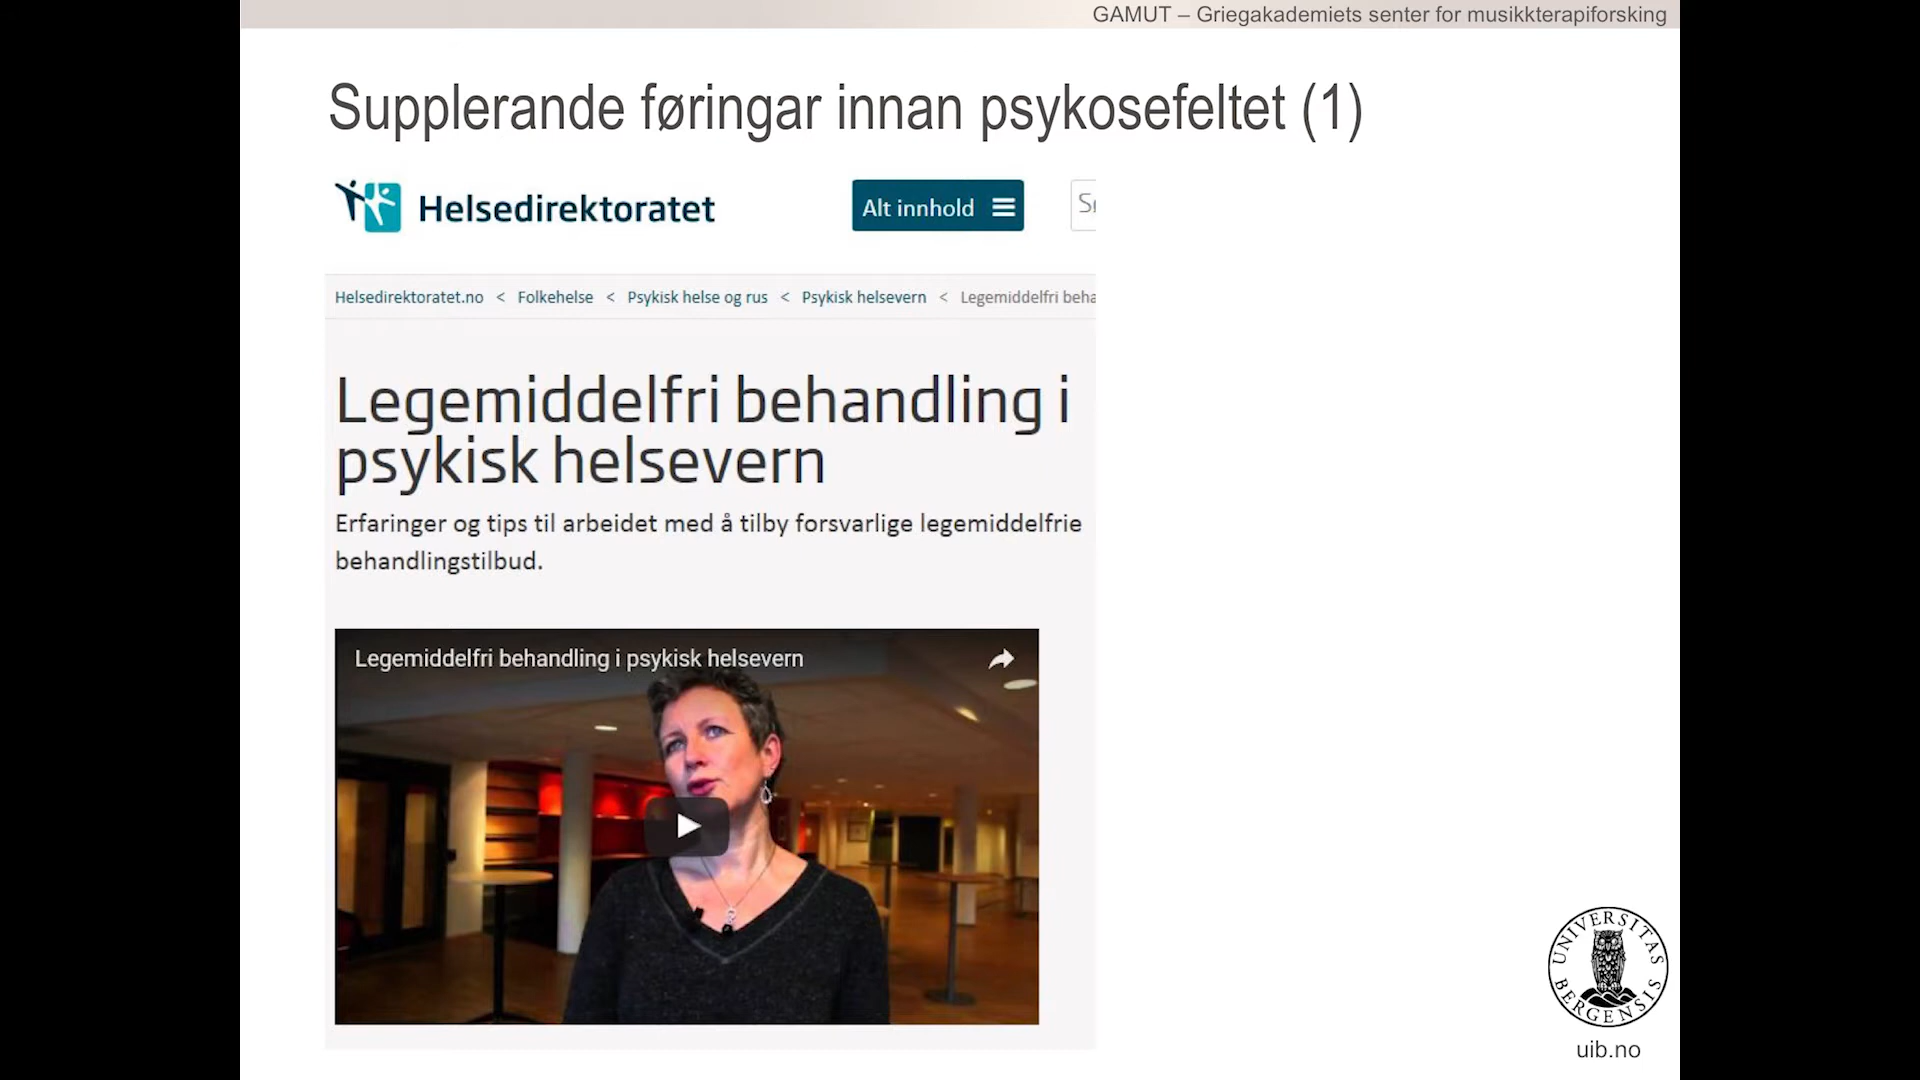 GAMUT – Griegakademiets senter for musikkterapiforsking
Supplerande føringar innan psykosefeltet (1)
Helsedirektoratet
Alt innhold
Helsedirektoratet.no < Folkehelse < Psykisk helse og rus < Psykisk helsevern < Legemiddelfri beha
Legemiddelfri behandling i
psykisk helsevern
Erfaringer og tips til arbeidet med å tilby forsvarlige legemiddelfrie
behandlingstilbud.
Legemiddelfri behandling i psykisk helsevern
UNIVERSITAS
BERGENSIS
uib.no